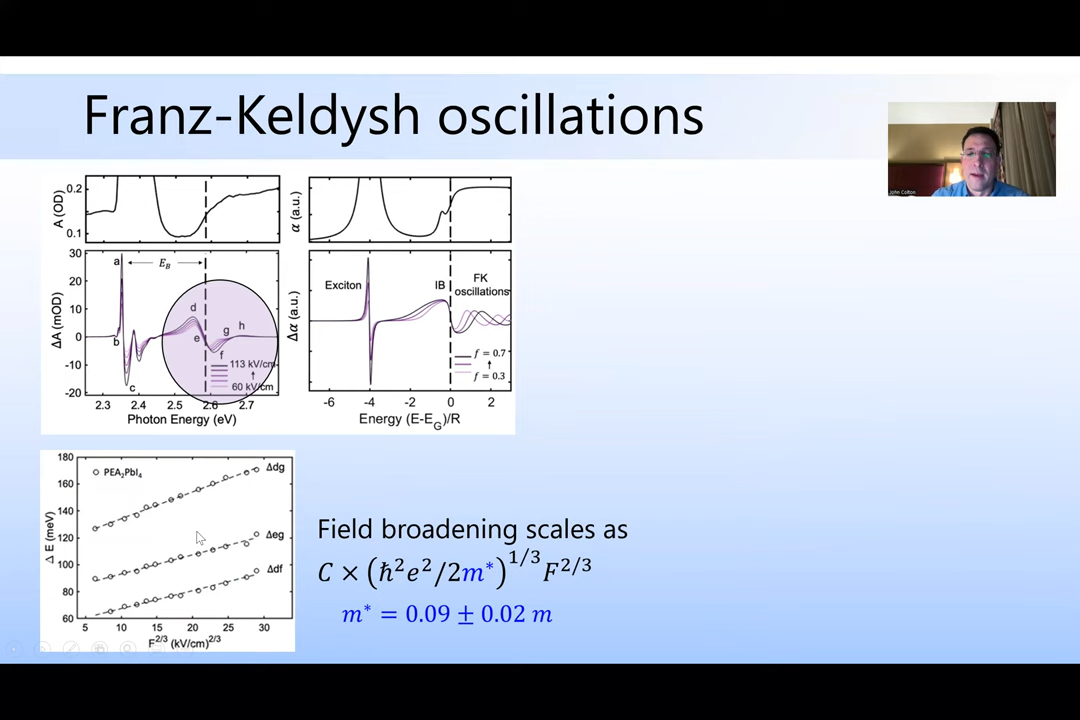 Franz-Keldysh oscillations
John Colton
A (OD)
0.2
0.1
α (a.u.)
ΔA (mOD)
30
20
10
0
-10
-20
a
E_B
b
c
d
e
f
g
h
113 kV/cm
60 kV/cm
2.3 2.4 2.5 2.6 2.7
Photon Energy (eV)
Δα (a.u.)
Exciton
IB
FK
oscillations
f = 0.7
f = 0.3
-6 -4 -2 0 2
Energy (E-E_G)/R
180
160
140
120
100
80
60
Δ E (meV)
PEA₂PbI₄
Δdg
Δeg
Δdf
5 10 15 20 25 30
F^2/3 (kV/cm)^2/3
Field broadening scales as
C × (ℏ²e²/2m*)^1/3 F^2/3
m* = 0.09 ± 0.02 m